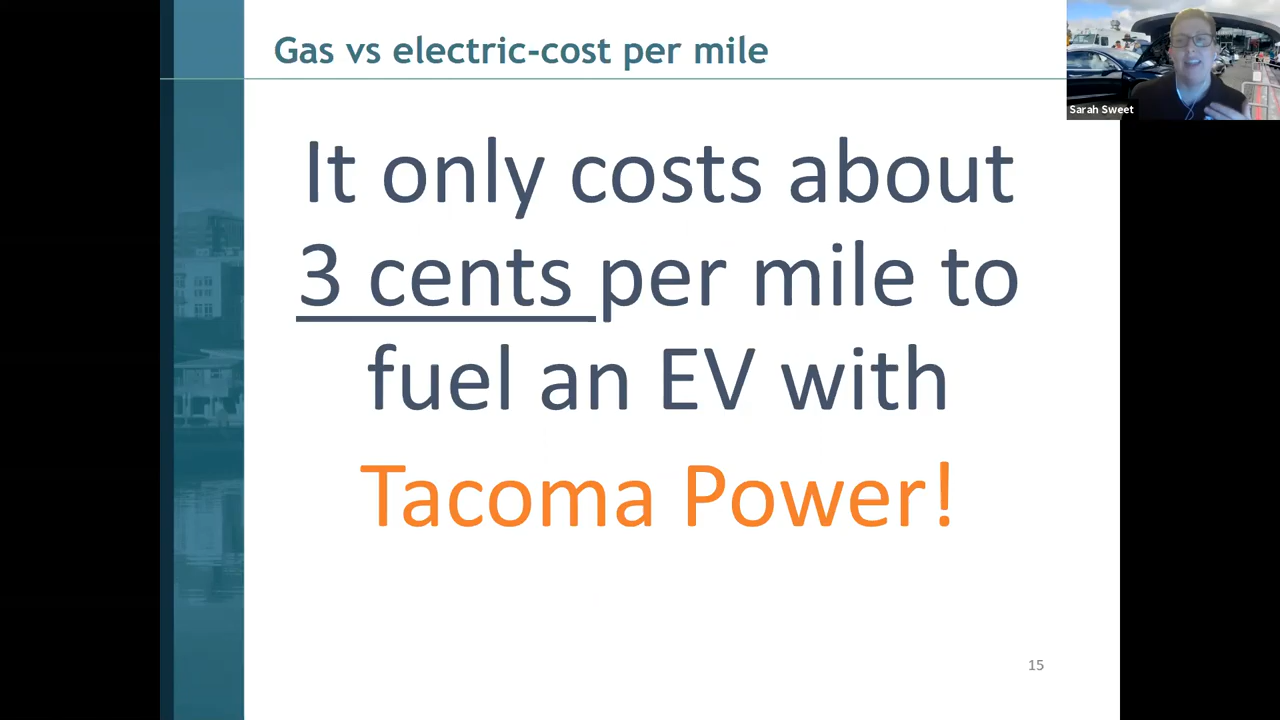 Gas vs electric-cost per mile
Sarah Sweet
It only costs about
3 cents per mile to
fuel an EV with
Tacoma Power!
15